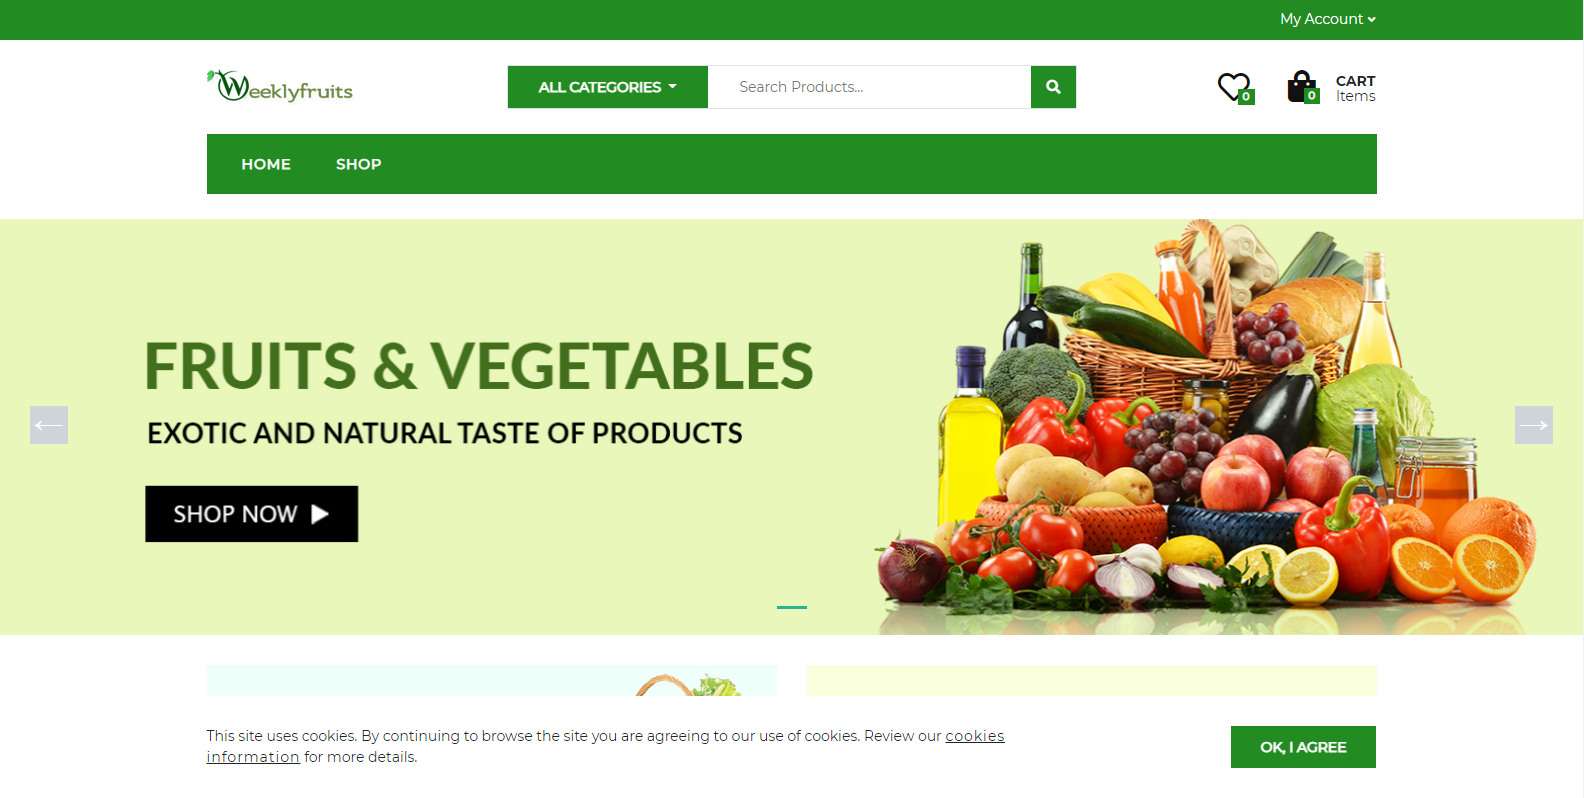 My Account
Weeklyfruits
ALL CATEGORIES
Search Products...
0
0
CART
Items
HOME
SHOP
FRUITS & VEGETABLES
EXOTIC AND NATURAL TASTE OF PRODUCTS
SHOP NOW
This site uses cookies. By continuing to browse the site you are agreeing to our use of cookies. Review our cookies
information for more details.
OK, I AGREE